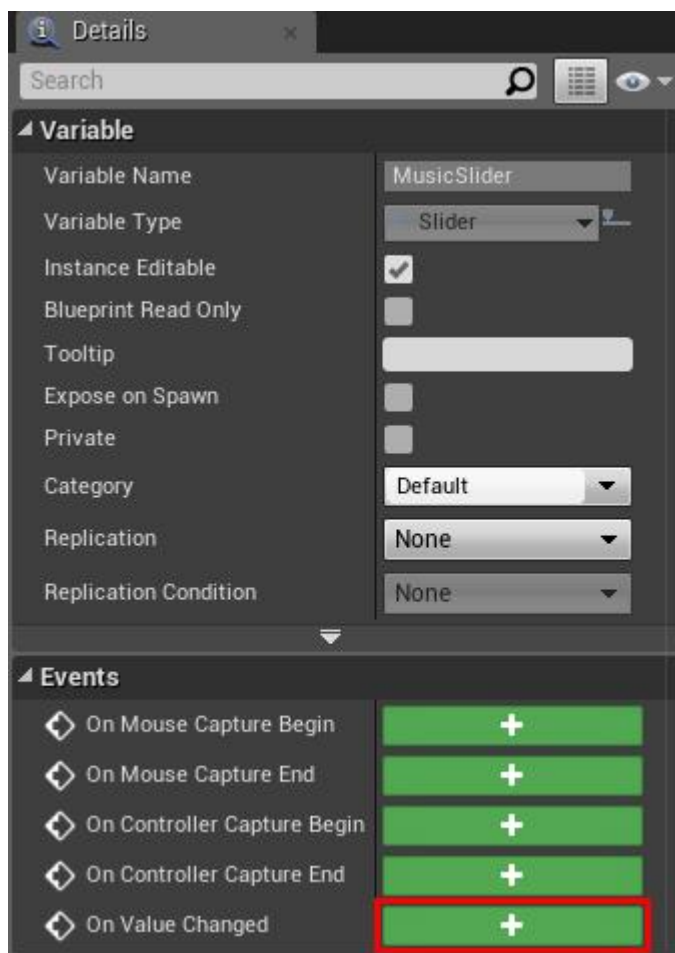 Details
Search
Variable
Variable Name MusicSlider
Variable Type Slider
Instance Editable
Blueprint Read Only
Tooltip
Expose on Spawn
Private
Category Default
Replication None
Replication Condition None
Events
On Mouse Capture Begin
On Mouse Capture End
On Controller Capture Begin
On Controller Capture End
On Value Changed